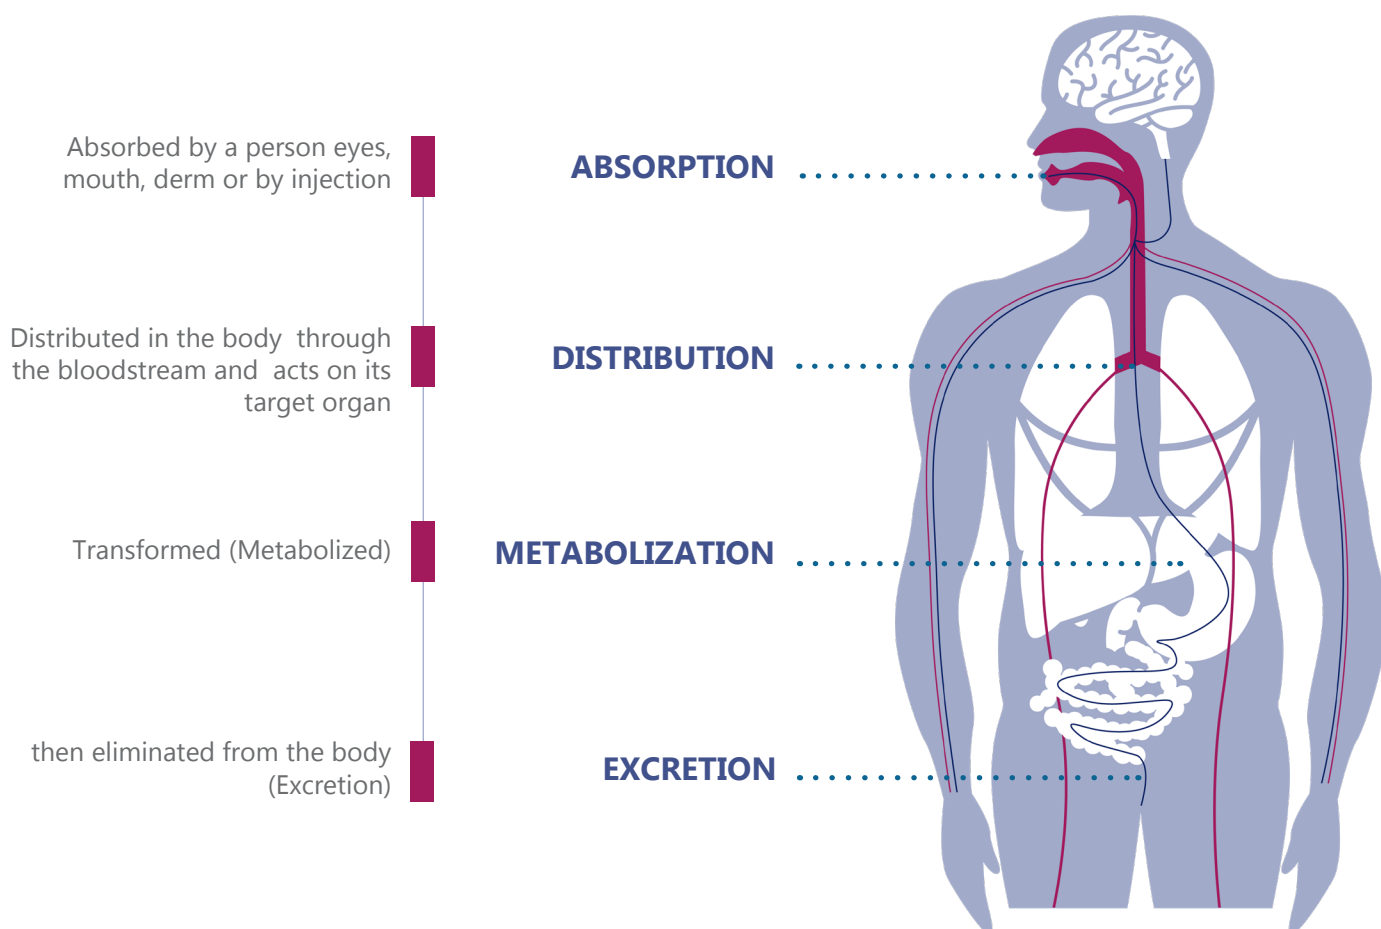 Absorbed by a person eyes,
mouth, derm or by injection
ABSORPTION
Distributed in the body  through
the bloodstream and  acts on its
target organ
DISTRIBUTION
Transformed (Metabolized)
METABOLIZATION
then eliminated from the body
(Excretion)
EXCRETION